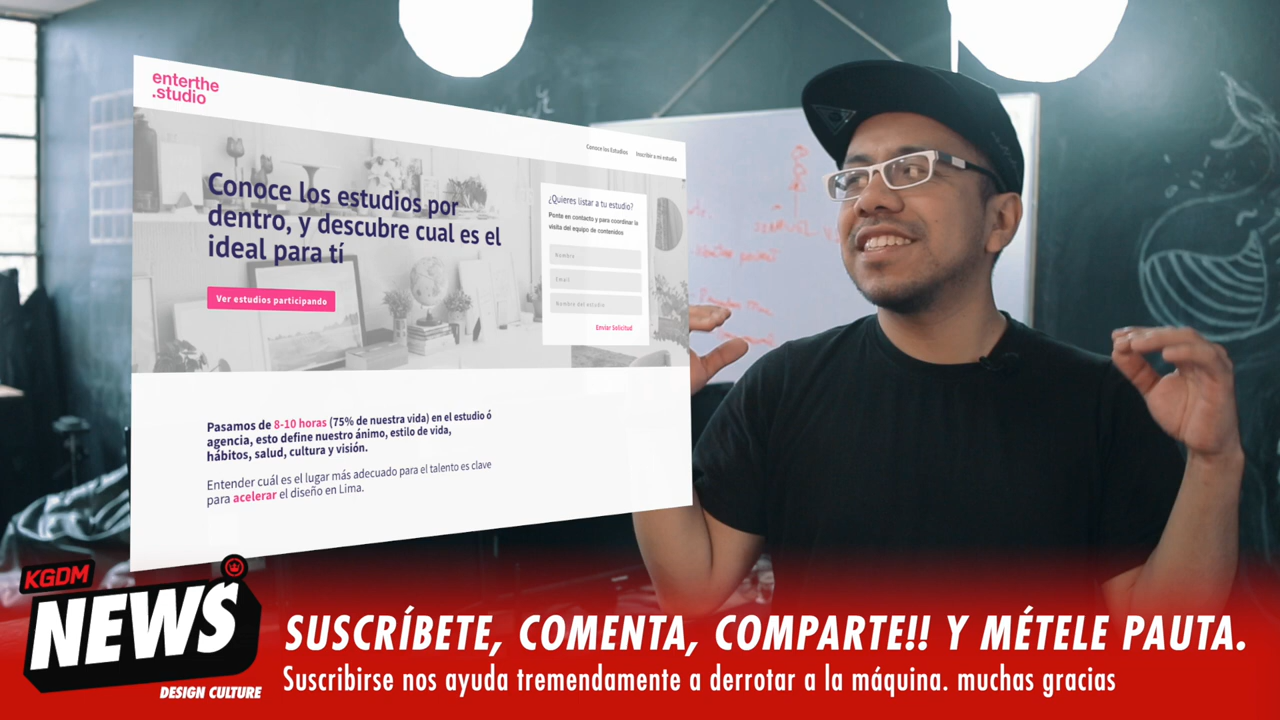 enterthe
.studio
Conoce los Estudios
Inscribir a mi estudio
Conoce los estudios por
dentro, y descubre cual es el
ideal para tí
Ver estudios participando
¿Quieres listar a tu estudio?
Ponte en contacto y para coordinar la
visita del equipo de contenidos
Nombre
Email
Nombre del estudio
Enviar Solicitud
Pasamos de 8-10 horas (75% de nuestra vida) en el estudio ó
agencia, esto define nuestro ánimo, estilo de vida,
hábitos, salud, cultura y visión.
Entender cuál es el lugar más adecuado para el talento es clave
para acelerar el diseño en Lima.
KGDM
NEWS
DESIGN CULTURE
SUSCRÍBETE, COMENTA, COMPARTE!! Y MÉTELE PAUTA.
Suscribirse nos ayuda tremendamente a derrotar a la máquina. muchas gracias